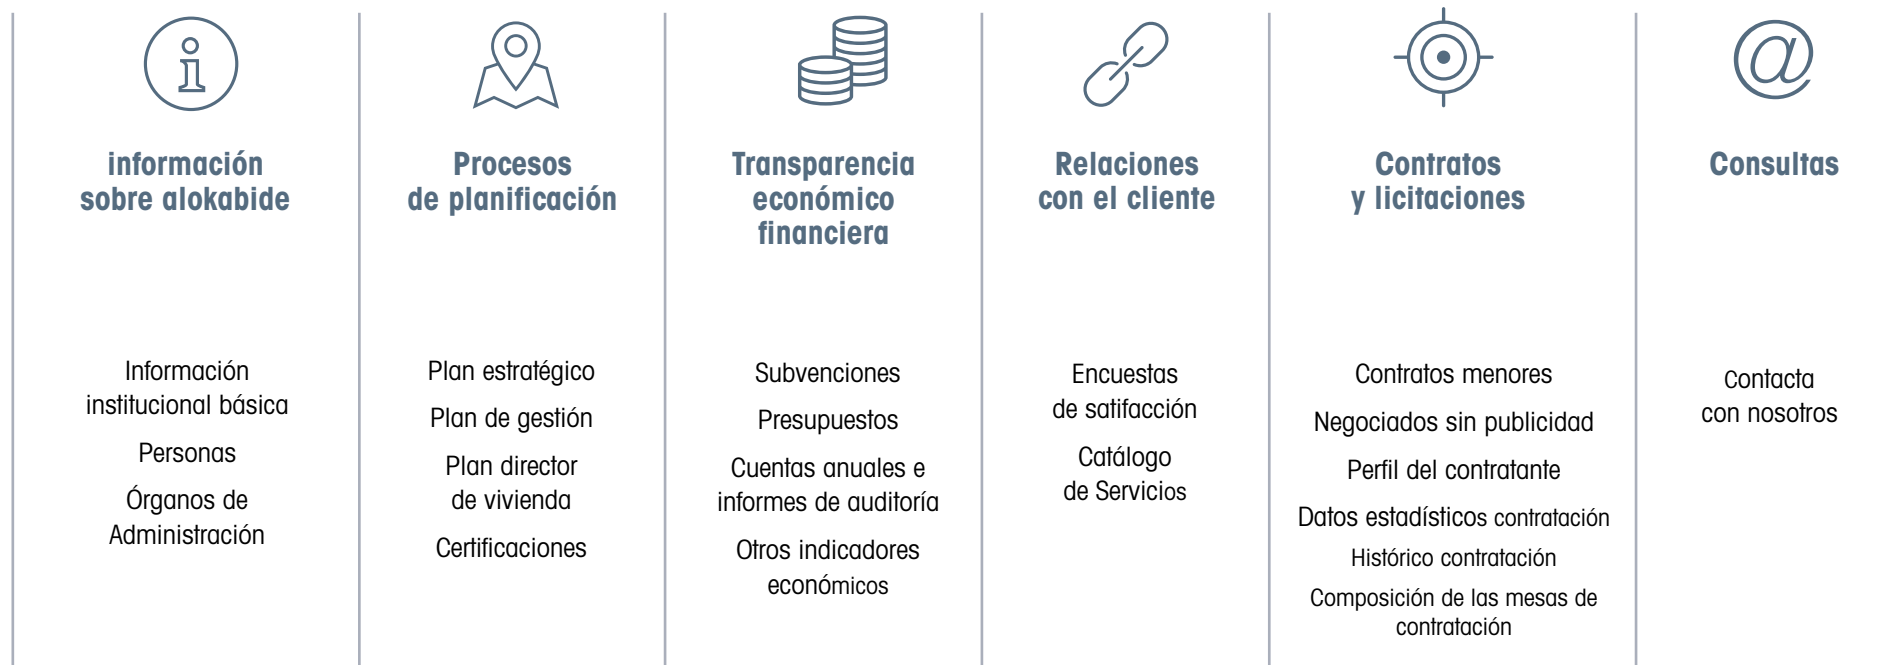 información
sobre alokabide
Información
institucional básica
Personas
Órganos de
Administración
Procesos
de planificación
Plan estratégico
Plan de gestión
Plan director
de vivienda
Certificaciones
Transparencia
económico
financiera
Subvenciones
Presupuestos
Cuentas anuales e
informes de auditoría
Otros indicadores
económicos
Relaciones
con el cliente
Encuestas
de satifacción
Catálogo
de Servicios
Contratos
y licitaciones
Contratos menores
Negociados sin publicidad
Perfil del contratante
Datos estadísticos contratación
Histórico contratación
Composición de las mesas de
contratación
@
Consultas
Contacta
con nosotros